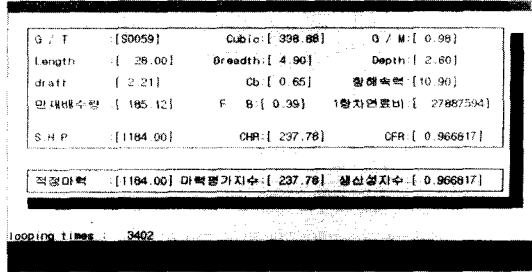 G / T :[S0059] Cubic:[ 338.88] G / M:[ 0.98]
Length :[ 28.00] Breadth:[ 4.90] Depth:[ 2.60]
draft :[ 2.21] Cb:[ 0.65] 항해속력:[10.90]
만재배수량 :[ 185.12] F B:[ 0.39] 1항차연료비:[ 27887594]
S.H.P :[1184.00] CHR:[ 237.78] CFR:[ 0.966817]
적정마력 :[1184.00] 마력평가지수:[ 237.78] 생산성지수:[ 0.966817]
looping times : 3402